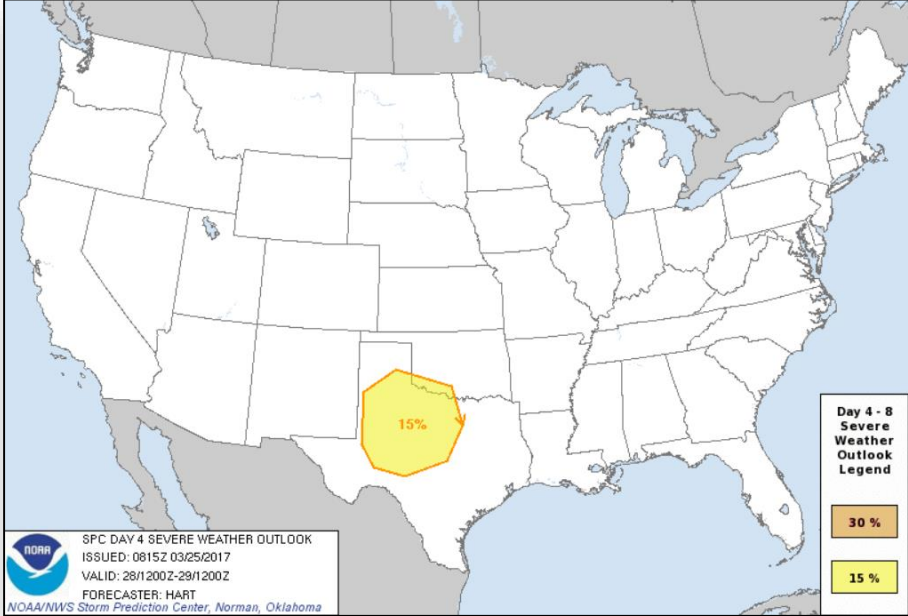 15%
Day 4 - 8
Severe
Weather
Outlook
Legend
30 %
15 %
NOAA
SPC DAY 4 SEVERE WEATHER OUTLOOK
ISSUED: 0815Z 03/25/2017
VALID: 28/1200Z-29/1200Z
FORECASTER: HART
NOAA/NWS Storm Prediction Center, Norman, Oklahoma